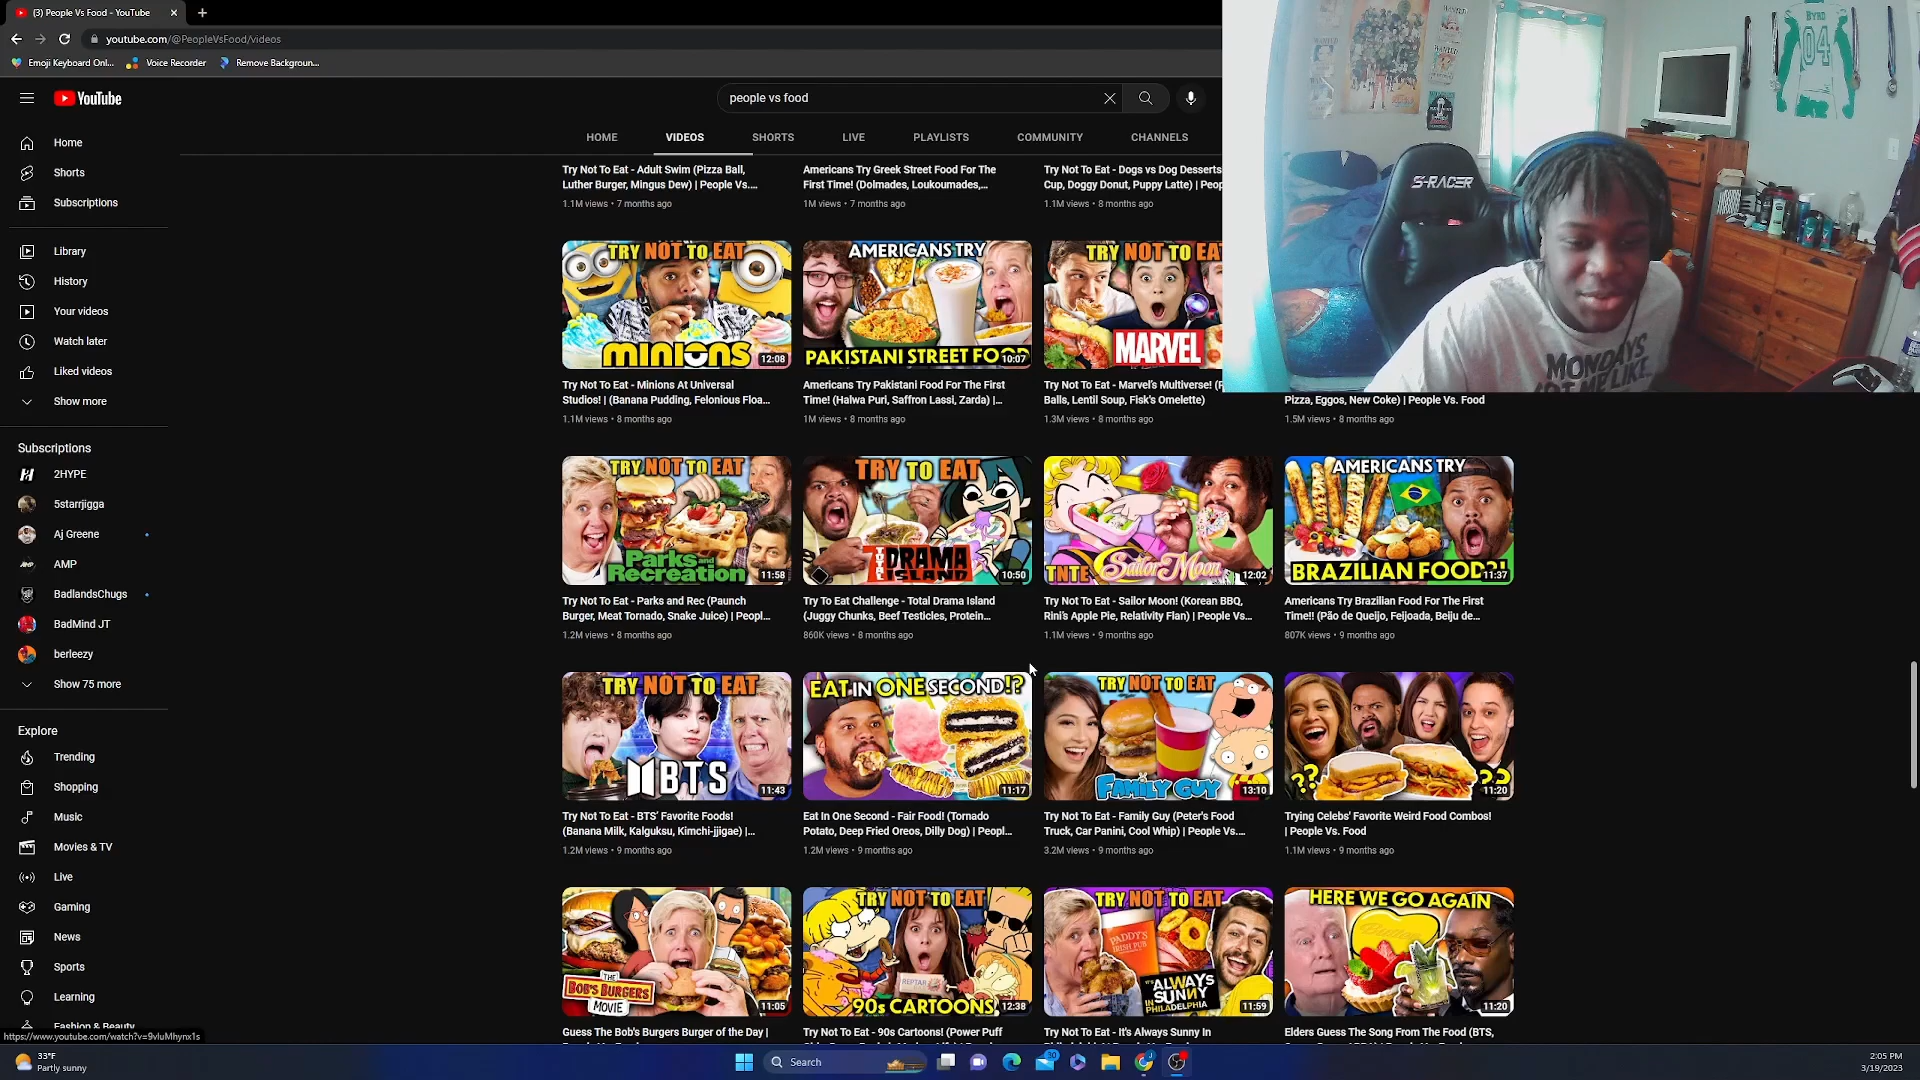 (3) People Vs Food - YouTube
youtube.com/@PeopleVsFood/videos
Emoji Keyboard Onl...
Voice Recorder
Remove Backgroun...
YouTube
people vs food
HOME
VIDEOS
SHORTS
LIVE
PLAYLISTS
COMMUNITY
CHANNELS
Home
Shorts
Subscriptions
Library
History
Your videos
Watch later
Liked videos
Show more
Subscriptions
2HYPE
5starrjigga
Aj Greene
AMP
BadlandsChugs
BadMind JT
berleezy
Show 75 more
Explore
Trending
Shopping
Music
Movies & TV
Live
Gaming
News
Sports
Learning
Fashion & Beauty
Try Not To Eat - Adult Swim (Pizza Ball,
Luther Burger, Mingus Dew) | People Vs....
1.1M views • 7 months ago
Americans Try Greek Street Food For The
First Time! (Dolmades, Loukoumades,...
1M views • 7 months ago
Try Not To Eat - Dogs vs Dog Desserts
Cup, Doggy Donut, Puppy Latte) | Peop
1.1M views • 8 months ago
TRY NOT TO EAT
MINIONS
12:08
Try Not To Eat - Minions At Universal
Studios! | (Banana Pudding, Felonious Floa...
1.1M views • 8 months ago
AMERICANS TRY
PAKISTANI STREET FOOD
10:07
Americans Try Pakistani Food For The First
Time! (Halwa Puri, Saffron Lassi, Zarda) |...
1M views • 8 months ago
TRY NOT TO EAT
MARVEL
Try Not To Eat - Marvel's Multiverse! (P
Balls, Lentil Soup, Fisk's Omelette)
1.3M views • 8 months ago
Pizza, Eggos, New Coke) | People Vs. Food
1.5M views • 8 months ago
TRY NOT TO EAT
Parks and
Recreation
11:58
Try Not To Eat - Parks and Rec (Paunch
Burger, Meat Tornado, Snake Juice) | Peopl...
1.2M views • 8 months ago
TRY TO EAT
TOTAL
DRAMA
ISLAND
10:50
Try To Eat Challenge - Total Drama Island
(Juggy Chunks, Beef Testicles, Protein...
860K views • 8 months ago
TNTE
Sailor Moon
12:02
Try Not To Eat - Sailor Moon! (Korean BBQ,
Rini's Apple Pie, Relativity Flan) | People Vs...
1.1M views • 9 months ago
AMERICANS TRY
BRAZILIAN FOOD?!
11:37
Americans Try Brazilian Food For The First
Time!! (Pão de Queijo, Feijoada, Beiju de...
807K views • 9 months ago
TRY NOT TO EAT
BTS
11:43
Try Not To Eat - BTS' Favorite Foods!
(Banana Milk, Kalguksu, Kimchi-jjigae) |...
1.2M views • 9 months ago
EAT IN ONE SECOND!?
11:17
Eat In One Second - Fair Food! (Tornado
Potato, Deep Fried Oreos, Dilly Dog) | Peopl...
1.2M views • 9 months ago
TRY NOT TO EAT
FAMILY GUY
13:10
Try Not To Eat - Family Guy (Peter's Food
Truck, Car Panini, Cool Whip) | People Vs....
3.2M views • 9 months ago
??
??
11:20
Trying Celebs' Favorite Weird Food Combos!
| People Vs. Food
1.1M views • 9 months ago
THE
BOB'S BURGERS
MOVIE
11:05
Guess The Bob's Burgers Burger of the Day |
TRY NOT TO EAT
REPTAR
90s CARTOONS
12:38
Try Not To Eat - 90s Cartoons! (Power Puff
TRY NOT TO EAT
PADDY'S
IRISH PUB
IT'S ALWAYS
SUNNY
IN PHILADELPHIA
11:59
Try Not To Eat - It's Always Sunny In
HERE WE GO AGAIN
11:20
Elders Guess The Song From The Food (BTS,
S-RACER
BYRD
04
WANTED
MONDAYS
https://www.youtube.com/watch?v=9vluMhynx1s
33°F
Partly sunny
Search
2:05 PM
3/19/2023